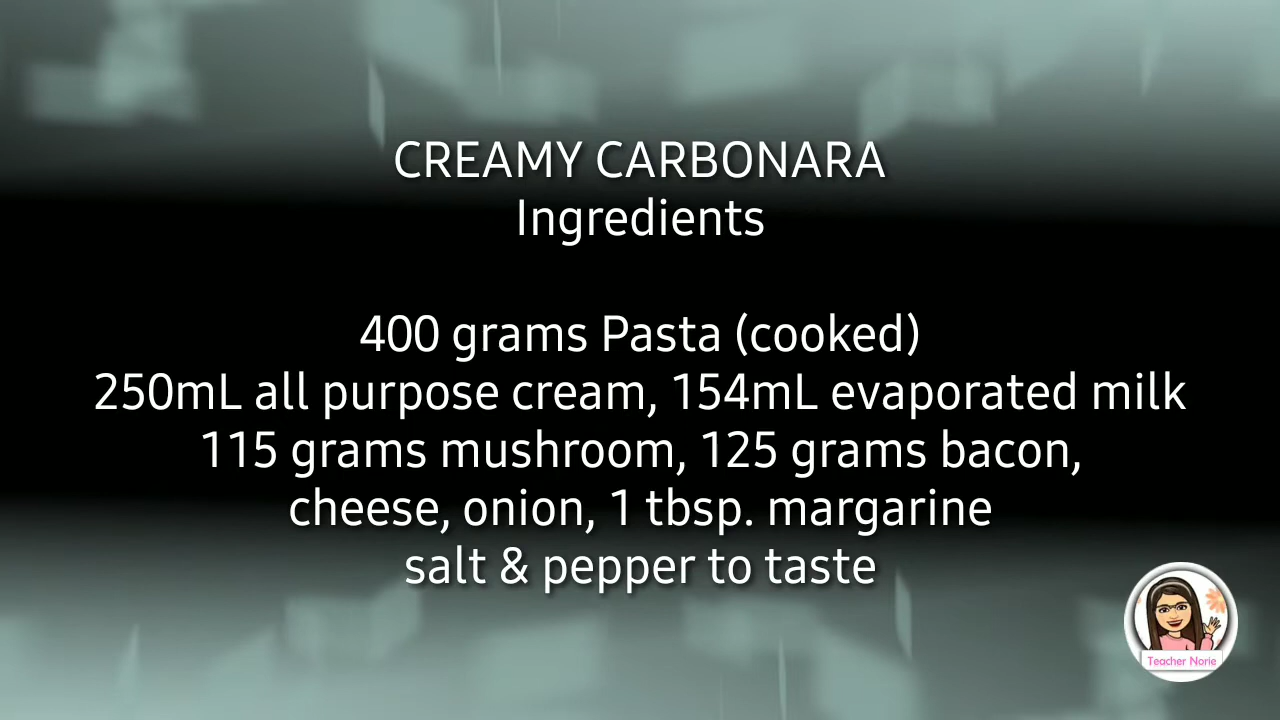 CREAMY CARBONARA
Ingredients
400 grams Pasta (cooked)
250mL all purpose cream, 154mL evaporated milk
115 grams mushroom, 125 grams bacon,
cheese, onion, 1 tbsp. margarine
salt & pepper to taste
Teacher Norie